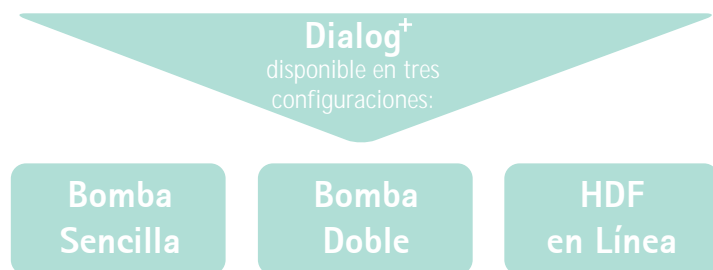 Dialog+
disponible en tres
configuraciones:
Bomba
Sencilla
Bomba
Doble
HDF
en Línea